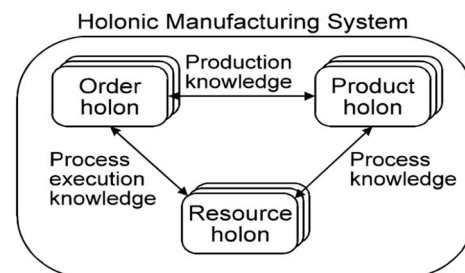 Holonic Manufacturing System
Order
holon
Production
knowledge
Product
holon
Process
execution
knowledge
Process
knowledge
Resource
holon